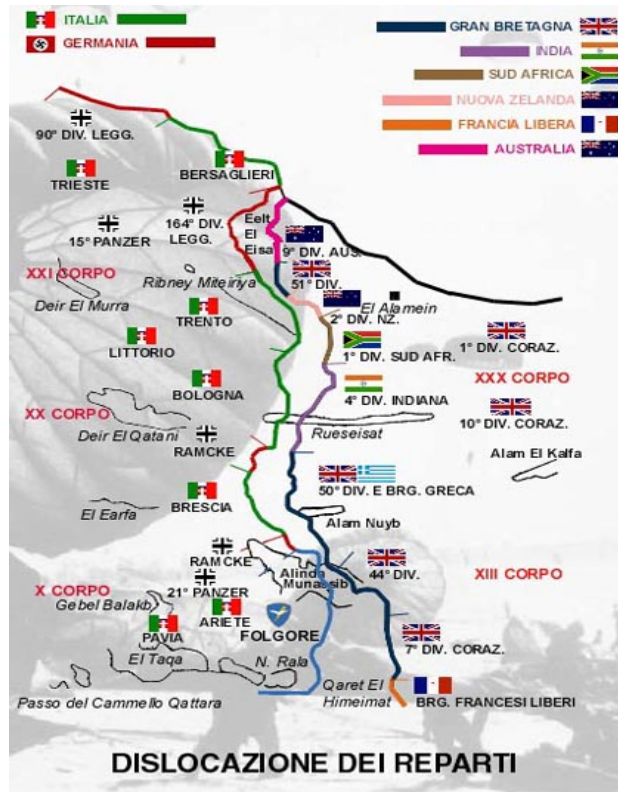 ITALIA
GERMANIA
GRAN BRETAGNA
INDIA
SUD AFRICA
NUOVA ZELANDA
FRANCIA LIBERA
AUSTRALIA
90° DIV. LEGG.
TRIESTE
BERSAGLIERI
15° PANZER
164° DIV.
LEGG.
Eelt
El
Eisa
9° DIV. AUS.
XXI CORPO
Deir El Murra
Ribney Miteiriya
51° DIV.
El Alamein
TRENTO
2° DIV. NZ.
LITTORIO
1° DIV. SUD AFR.
1° DIV. CORAZ.
XXX CORPO
BOLOGNA
4° DIV. INDIANA
XX CORPO
Deir El Qatani
Rueseisat
10° DIV. CORAZ.
RAMCKE
Alam El Kalfa
BRESCIA
50° DIV. E BRG. GRECA
El Earfa
Alam Nuyb
RAMCKE
Alinda
Munassib
44° DIV.
XIII CORPO
X CORPO
21° PANZER
Gebel Balakb
ARIETE
FOLGORE
PAVIA
7° DIV. CORAZ.
El Taqa
N. Rala
Passo del Cammello Qattara
Qaret El
Himeimat
BRG. FRANCESI LIBERI
DISLOCAZIONE DEI REPARTI